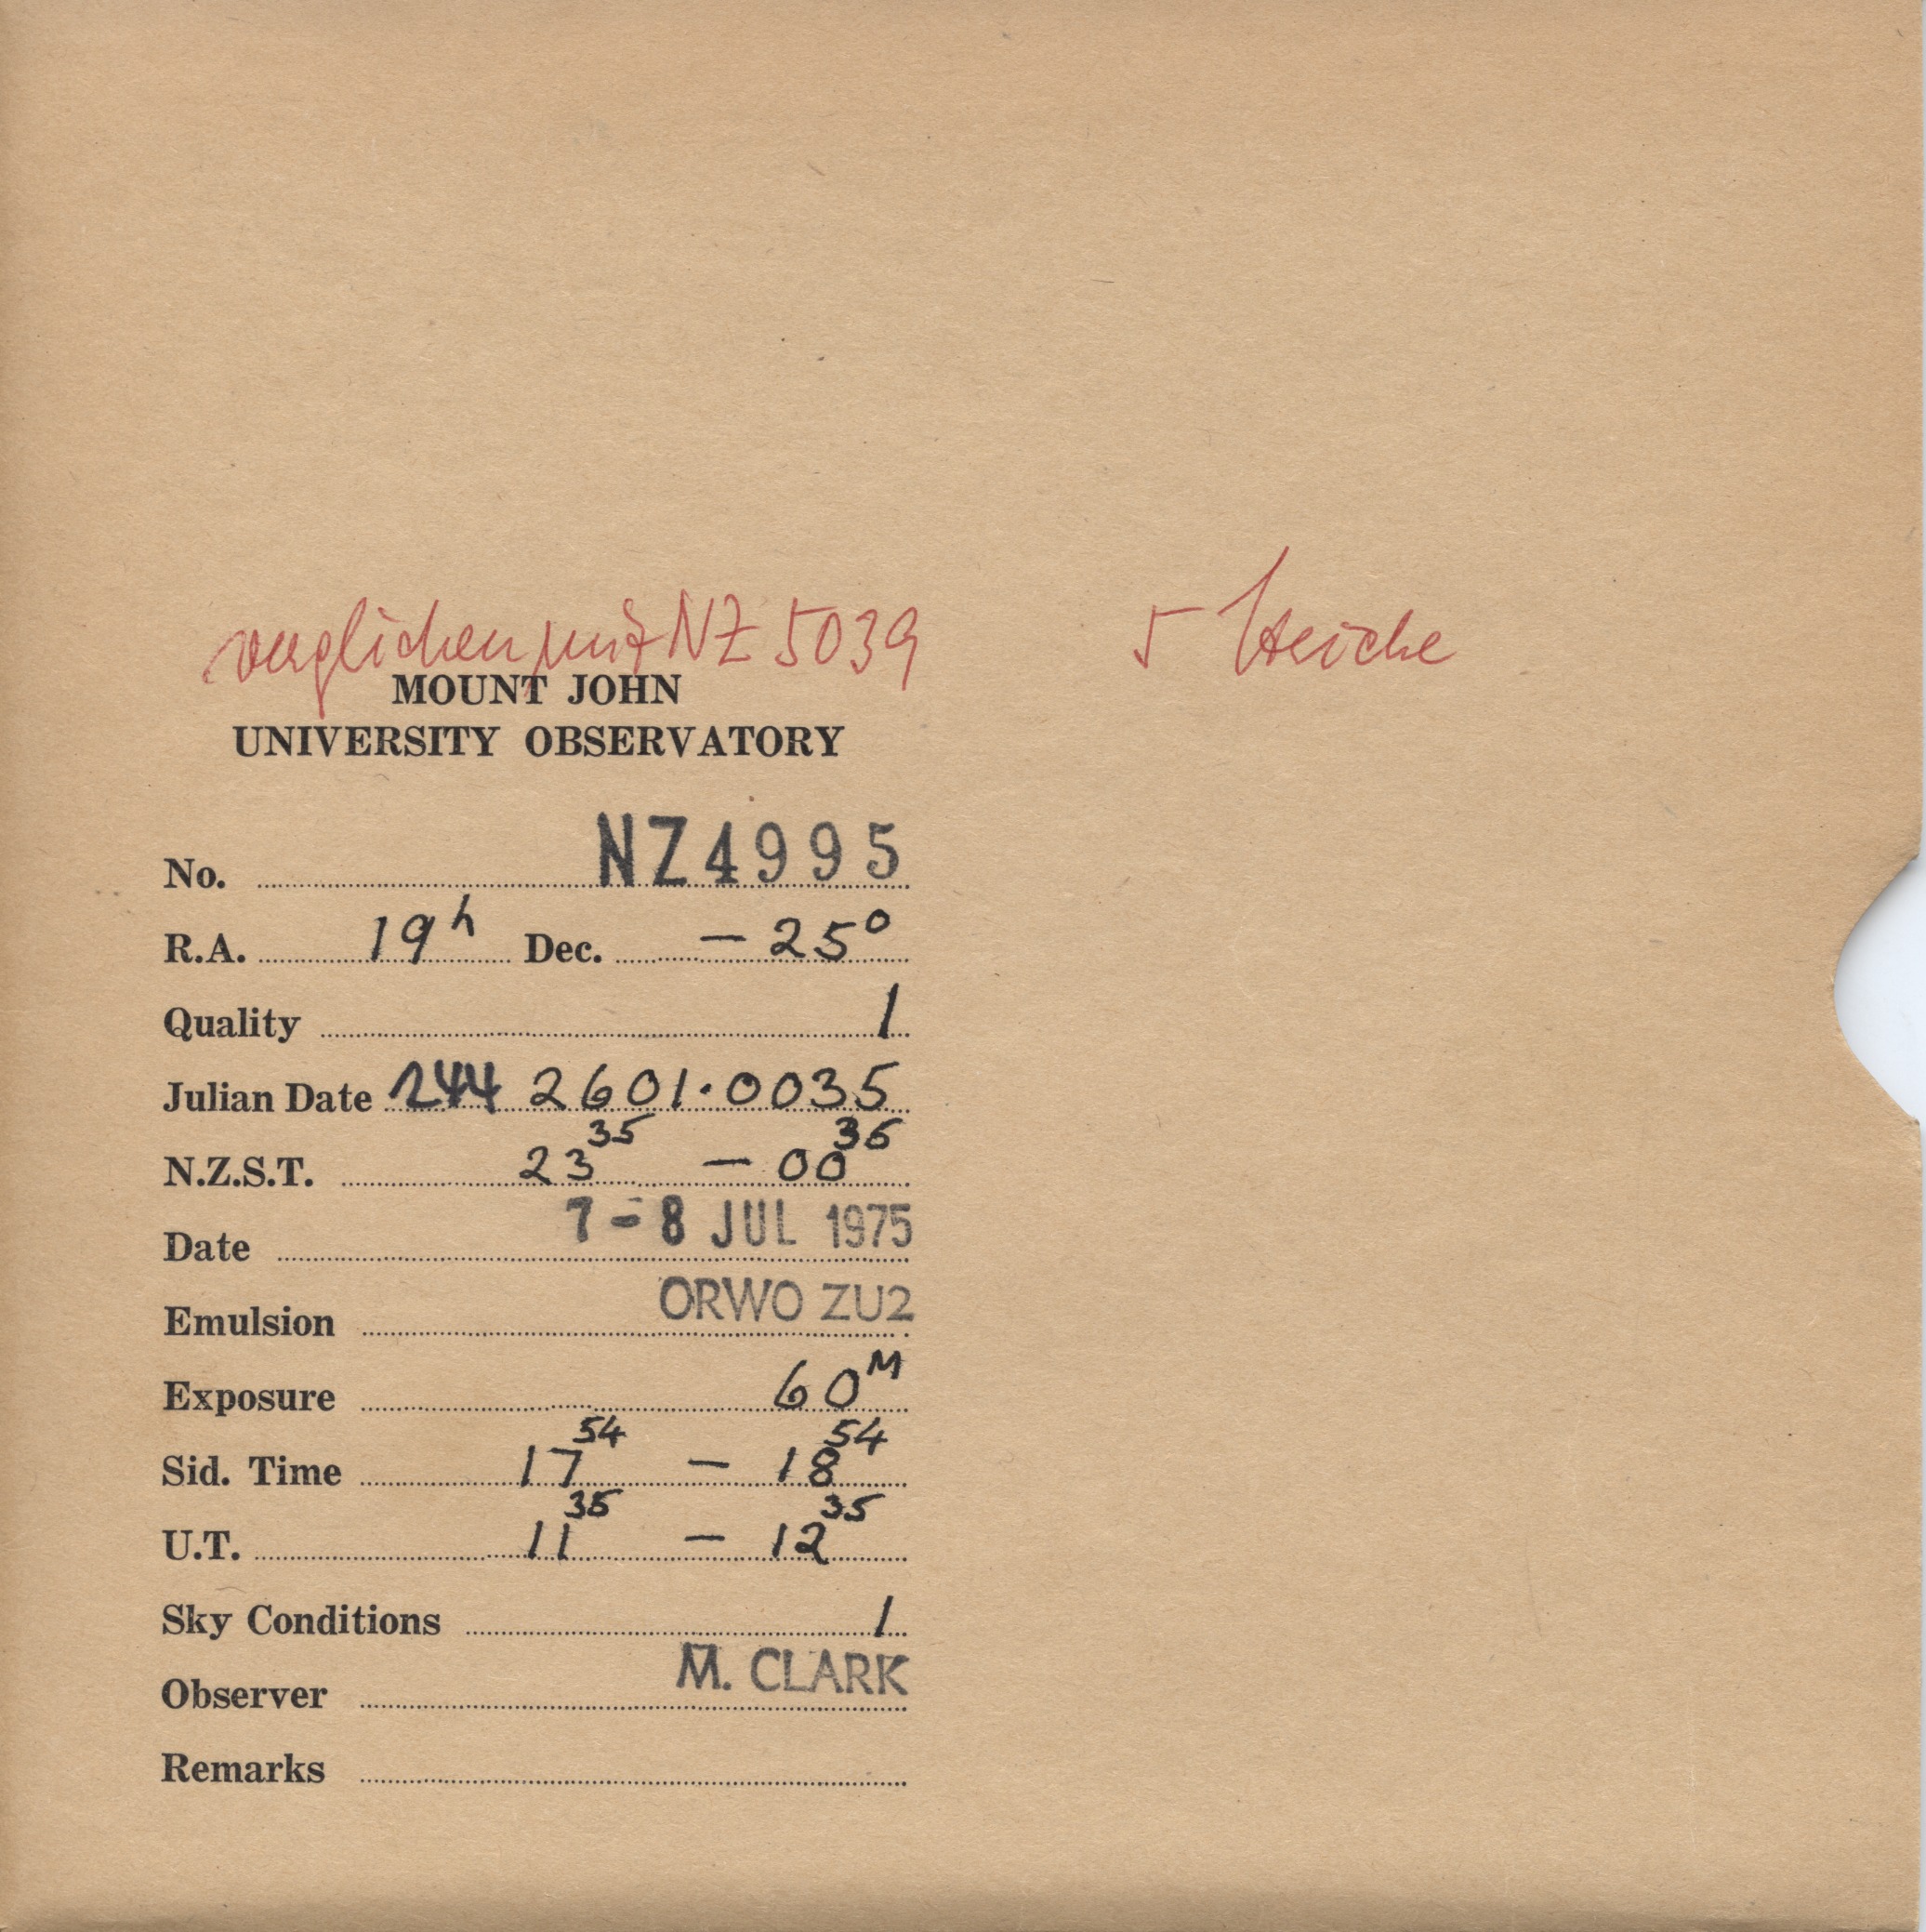 verglichen mit NZ 5039
5 Striche
MOUNT JOHN
UNIVERSITY OBSERVATORY
No. NZ4995
R.A. 19h Dec. – 25°
Quality 1
Julian Date 244 2601.0035
N.Z.S.T. 23 35 – 00 35
Date 7 - 8 JUL 1975
Emulsion ORWO ZU2
Exposure 60M
Sid. Time 17 54 – 18 54
U.T. 11 35 – 12 35
Sky Conditions 1
Observer M. CLARK
Remarks